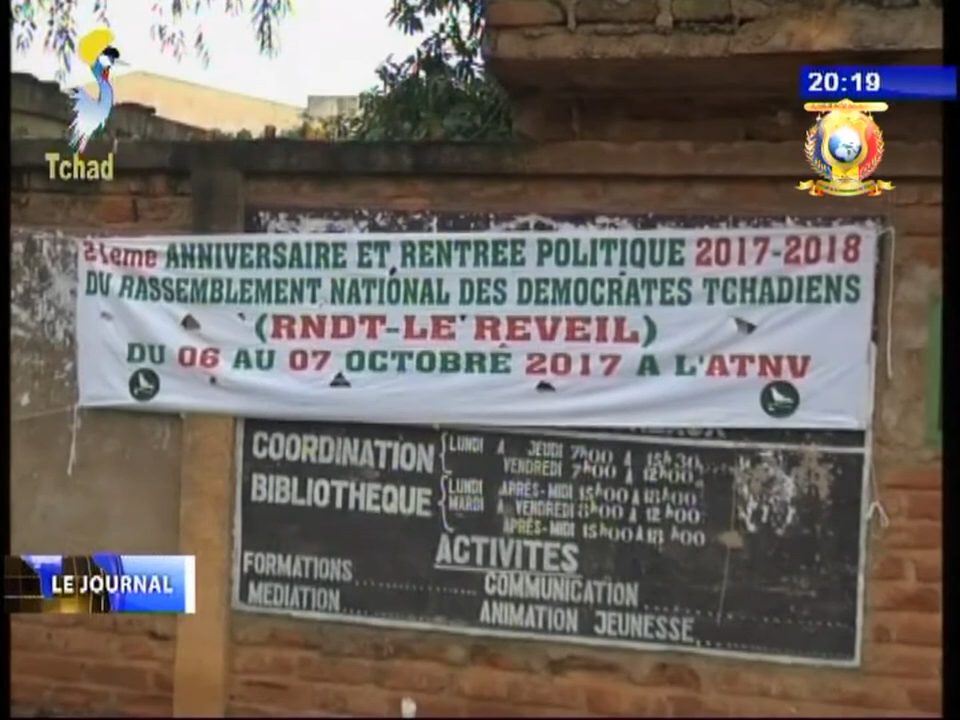 Tchad
20:19
21eme ANNIVERSAIRE ET RENTREE POLITIQUE 2017-2018
DU RASSEMBLEMENT NATIONAL DES DEMOCRATES TCHADIENS
(RNDT-LE REVEIL)
DU 06 AU 07 OCTOBRE 2017 A L'ATNV
COORDINATION { LUNDI A JEUDI 7h00 A 15h30
VENDREDI 7h00 A 12h00
BIBLIOTHEQUE { LUNDI APRÈS-MIDI 15h00 A 18h00
MARDI A VENDREDI 8h00 A 12h00
APRÈS-MIDI 15h00 A 18h00
ACTIVITES
FORMATIONS COMMUNICATION
MEDIATION ANIMATION JEUNESSE
LE JOURNAL